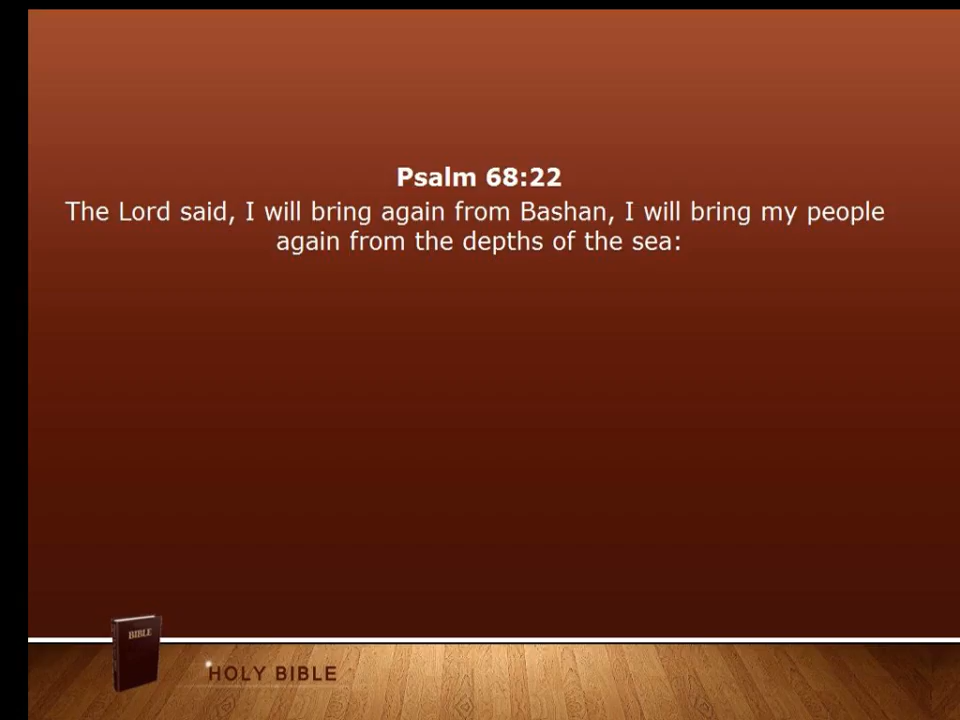 Psalm 68:22
The Lord said, I will bring again from Bashan, I will bring my people
again from the depths of the sea:
BIBLE
HOLY BIBLE